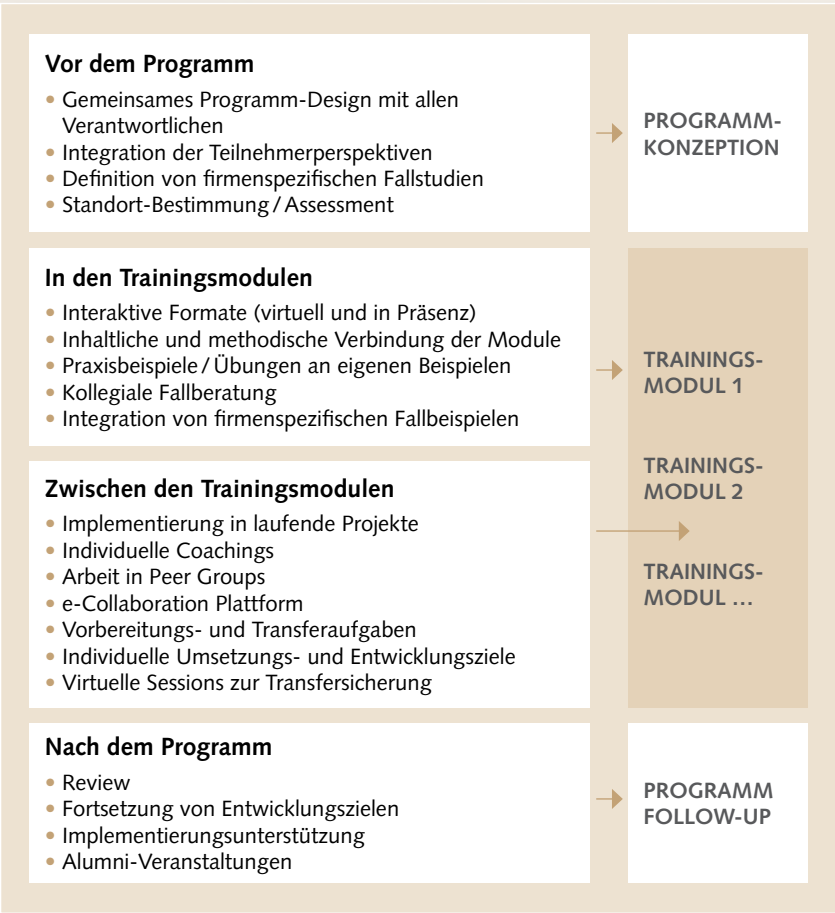 Vor dem Programm
• Gemeinsames Programm-Design mit allen
Verantwortlichen
• Integration der Teilnehmerperspektiven
• Definition von firmenspezifischen Fallstudien
• Standort-Bestimmung / Assessment
PROGRAMM-
KONZEPTION
In den Trainingsmodulen
• Interaktive Formate (virtuell und in Präsenz)
• Inhaltliche und methodische Verbindung der Module
• Praxisbeispiele / Übungen an eigenen Beispielen
• Kollegiale Fallberatung
• Integration von firmenspezifischen Fallbeispielen
TRAININGS-
MODUL 1
Zwischen den Trainingsmodulen
• Implementierung in laufende Projekte
• Individuelle Coachings
• Arbeit in Peer Groups
• e-Collaboration Plattform
• Vorbereitungs- und Transferaufgaben
• Individuelle Umsetzungs- und Entwicklungsziele
• Virtuelle Sessions zur Transfersicherung
TRAININGS-
MODUL 2
TRAININGS-
MODUL ...
Nach dem Programm
• Review
• Fortsetzung von Entwicklungszielen
• Implementierungsunterstützung
• Alumni-Veranstaltungen
PROGRAMM
FOLLOW-UP